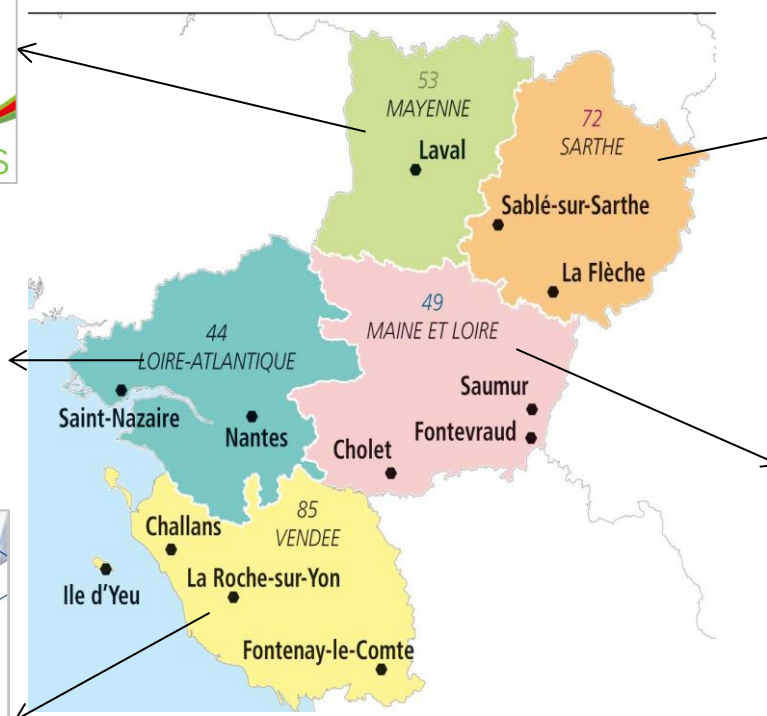 53
MAYENNE
Laval
72
SARTHE
Sablé-sur-Sarthe
La Flèche
S
44
LOIRE-ATLANTIQUE
49
MAINE ET LOIRE
Saumur
Fontevraud
Cholet
Saint-Nazaire
Nantes
85
VENDEE
Challans
La Roche-sur-Yon
Ile d'Yeu
Fontenay-le-Comte